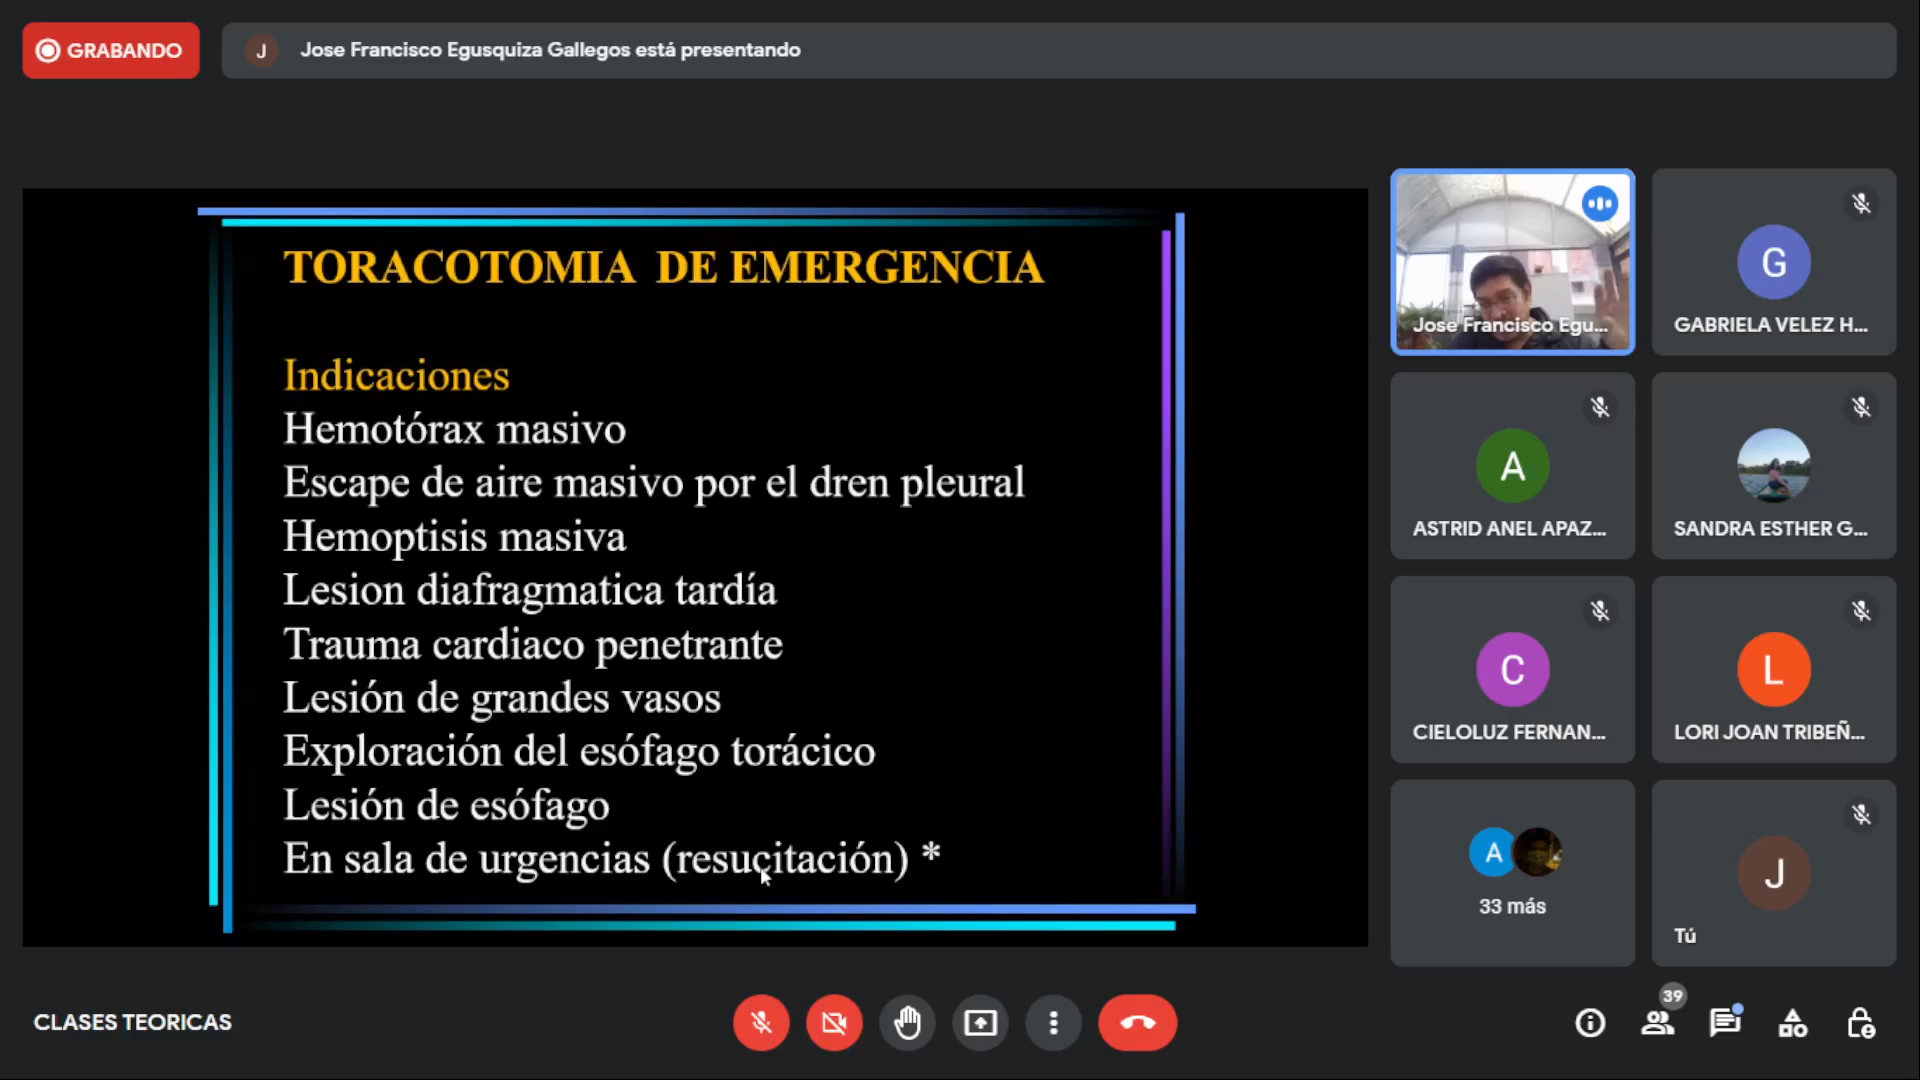 GRABANDO
J
Jose Francisco Egusquiza Gallegos está presentando
TORACOTOMIA DE EMERGENCIA
Indicaciones
Hemotórax masivo
Escape de aire masivo por el dren pleural
Hemoptisis masiva
Lesion diafragmatica tardía
Trauma cardiaco penetrante
Lesión de grandes vasos
Exploración del esófago torácico
Lesión de esófago
En sala de urgencias (resucitación) *
Jose Francisco Egu...
G
GABRIELA VELEZ H...
A
ASTRID ANEL APAZ...
SANDRA ESTHER G...
C
CIELOLUZ FERNAN...
L
LORI JOAN TRIBEÑ...
A
33 más
J
Tú
CLASES TEORICAS
39